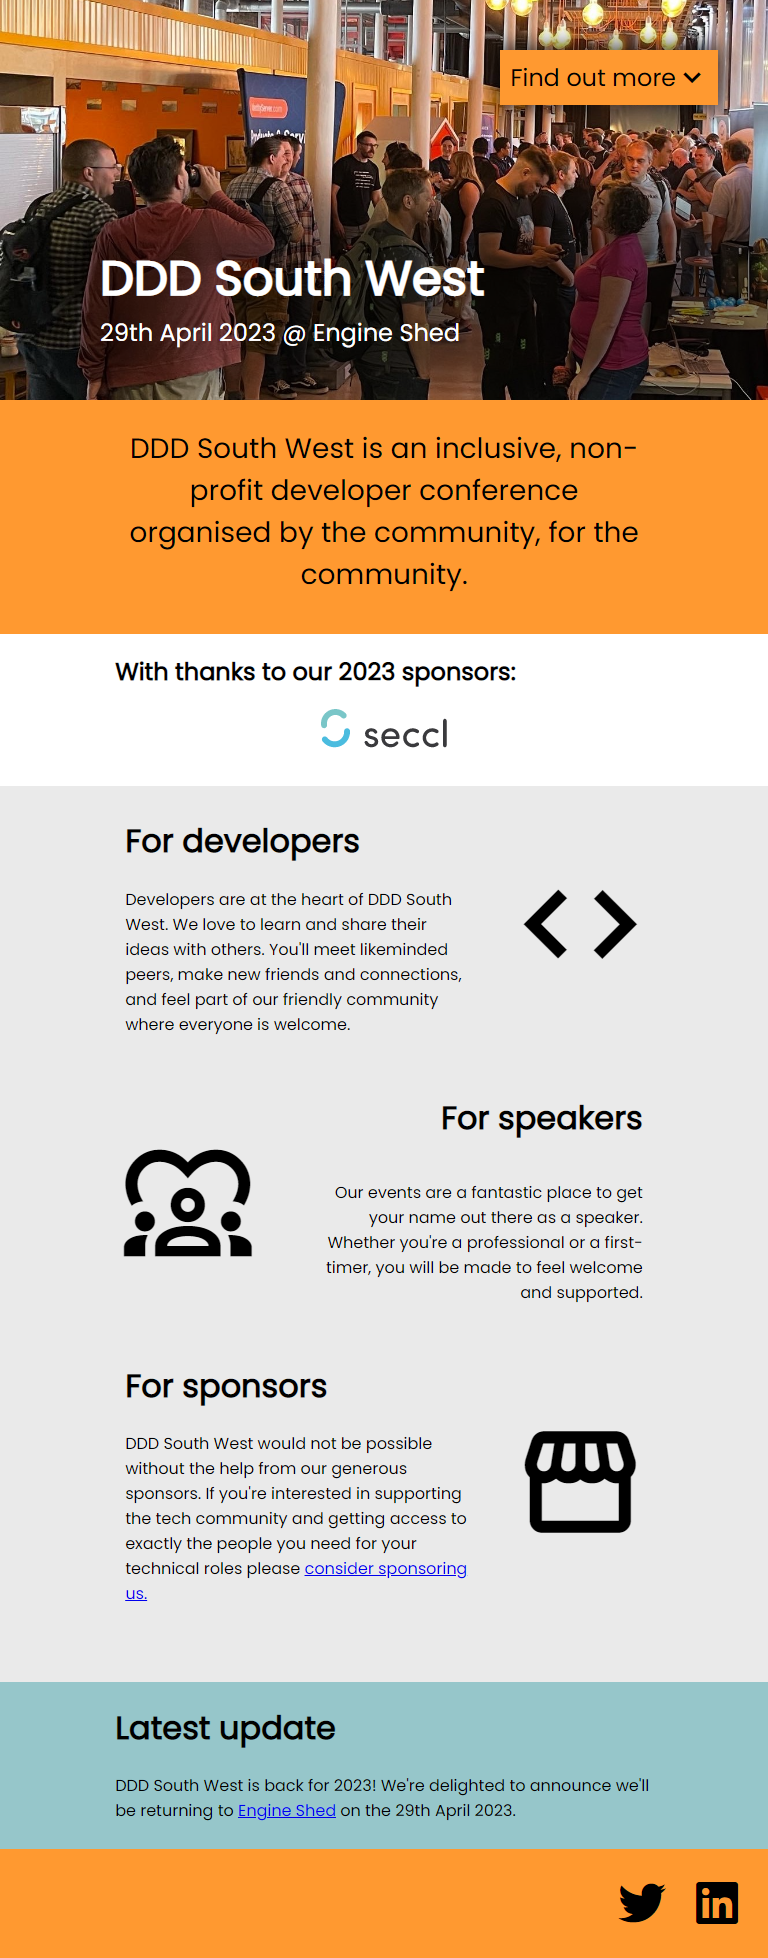 Find out more
DDD South West
29th April 2023 @ Engine Shed
DDD South West is an inclusive, non-
profit developer conference
organised by the community, for the
community.
With thanks to our 2023 sponsors:
seccl
For developers
Developers are at the heart of DDD South
West. We love to learn and share their
ideas with others. You'll meet likeminded
peers, make new friends and connections,
and feel part of our friendly community
where everyone is welcome.
For speakers
Our events are a fantastic place to get
your name out there as a speaker.
Whether you're a professional or a first-
timer, you will be made to feel welcome
and supported.
For sponsors
DDD South West would not be possible
without the help from our generous
sponsors. If you're interested in supporting
the tech community and getting access to
exactly the people you need for your
technical roles please consider sponsoring
us.
Latest update
DDD South West is back for 2023! We're delighted to announce we'll
be returning to Engine Shed on the 29th April 2023.
in